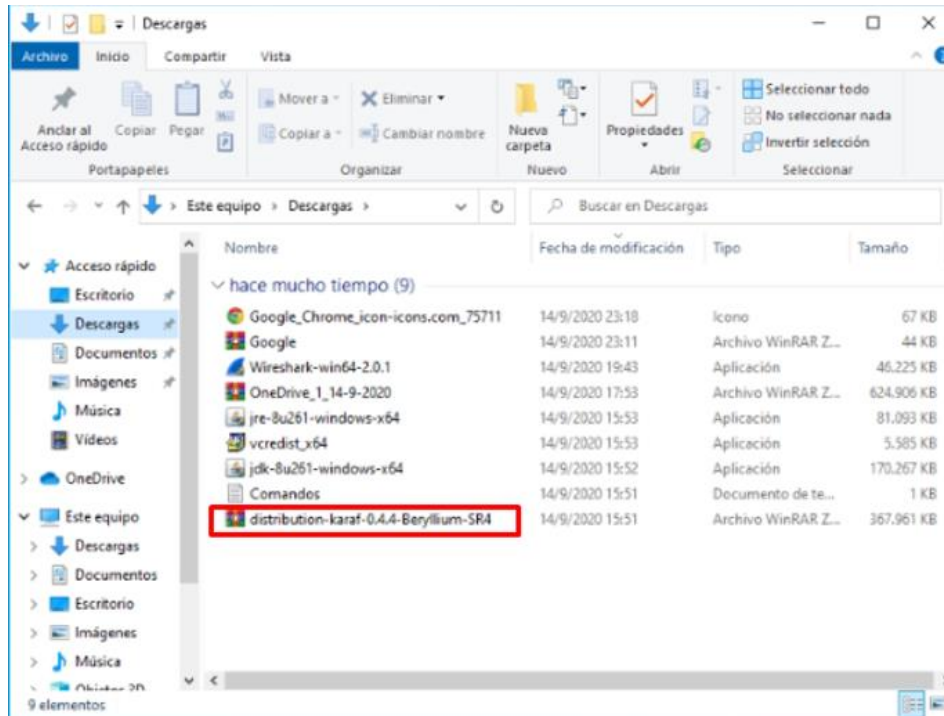 Descargas
Archivo Inicio Compartir Vista
Anclar al Acceso rápido
Copiar
Pegar
Mover a
Copiar a
Eliminar
Cambiar nombre
Nueva carpeta
Propiedades
Seleccionar todo
No seleccionar nada
Invertir selección
Portapapeles Organizar Nuevo Abrir Seleccionar
Este equipo > Descargas >
Buscar en Descargas
Nombre Fecha de modificación Tipo Tamaño
Acceso rápido
Escritorio
Descargas
Documentos
Imágenes
Música
Vídeos
OneDrive
Este equipo
Descargas
Documentos
Escritorio
Imágenes
Música
Objetos 3D
hace mucho tiempo (9)
Google_Chrome_icon-icons.com_75711 14/9/2020 23:18 Icono 67 KB
Google 14/9/2020 23:11 Archivo WinRAR Z... 44 KB
Wireshark-win64-2.0.1 14/9/2020 19:43 Aplicación 46.225 KB
OneDrive_1_14-9-2020 14/9/2020 17:53 Archivo WinRAR Z... 624.906 KB
jre-8u261-windows-x64 14/9/2020 15:53 Aplicación 81.093 KB
vcredist_x64 14/9/2020 15:53 Aplicación 5.585 KB
jdk-8u261-windows-x64 14/9/2020 15:52 Aplicación 170.267 KB
Comandos 14/9/2020 15:51 Documento de te... 1 KB
distribution-karaf-0.4.4-Beryllium-SR4 14/9/2020 15:51 Archivo WinRAR Z... 367.961 KB
9 elementos